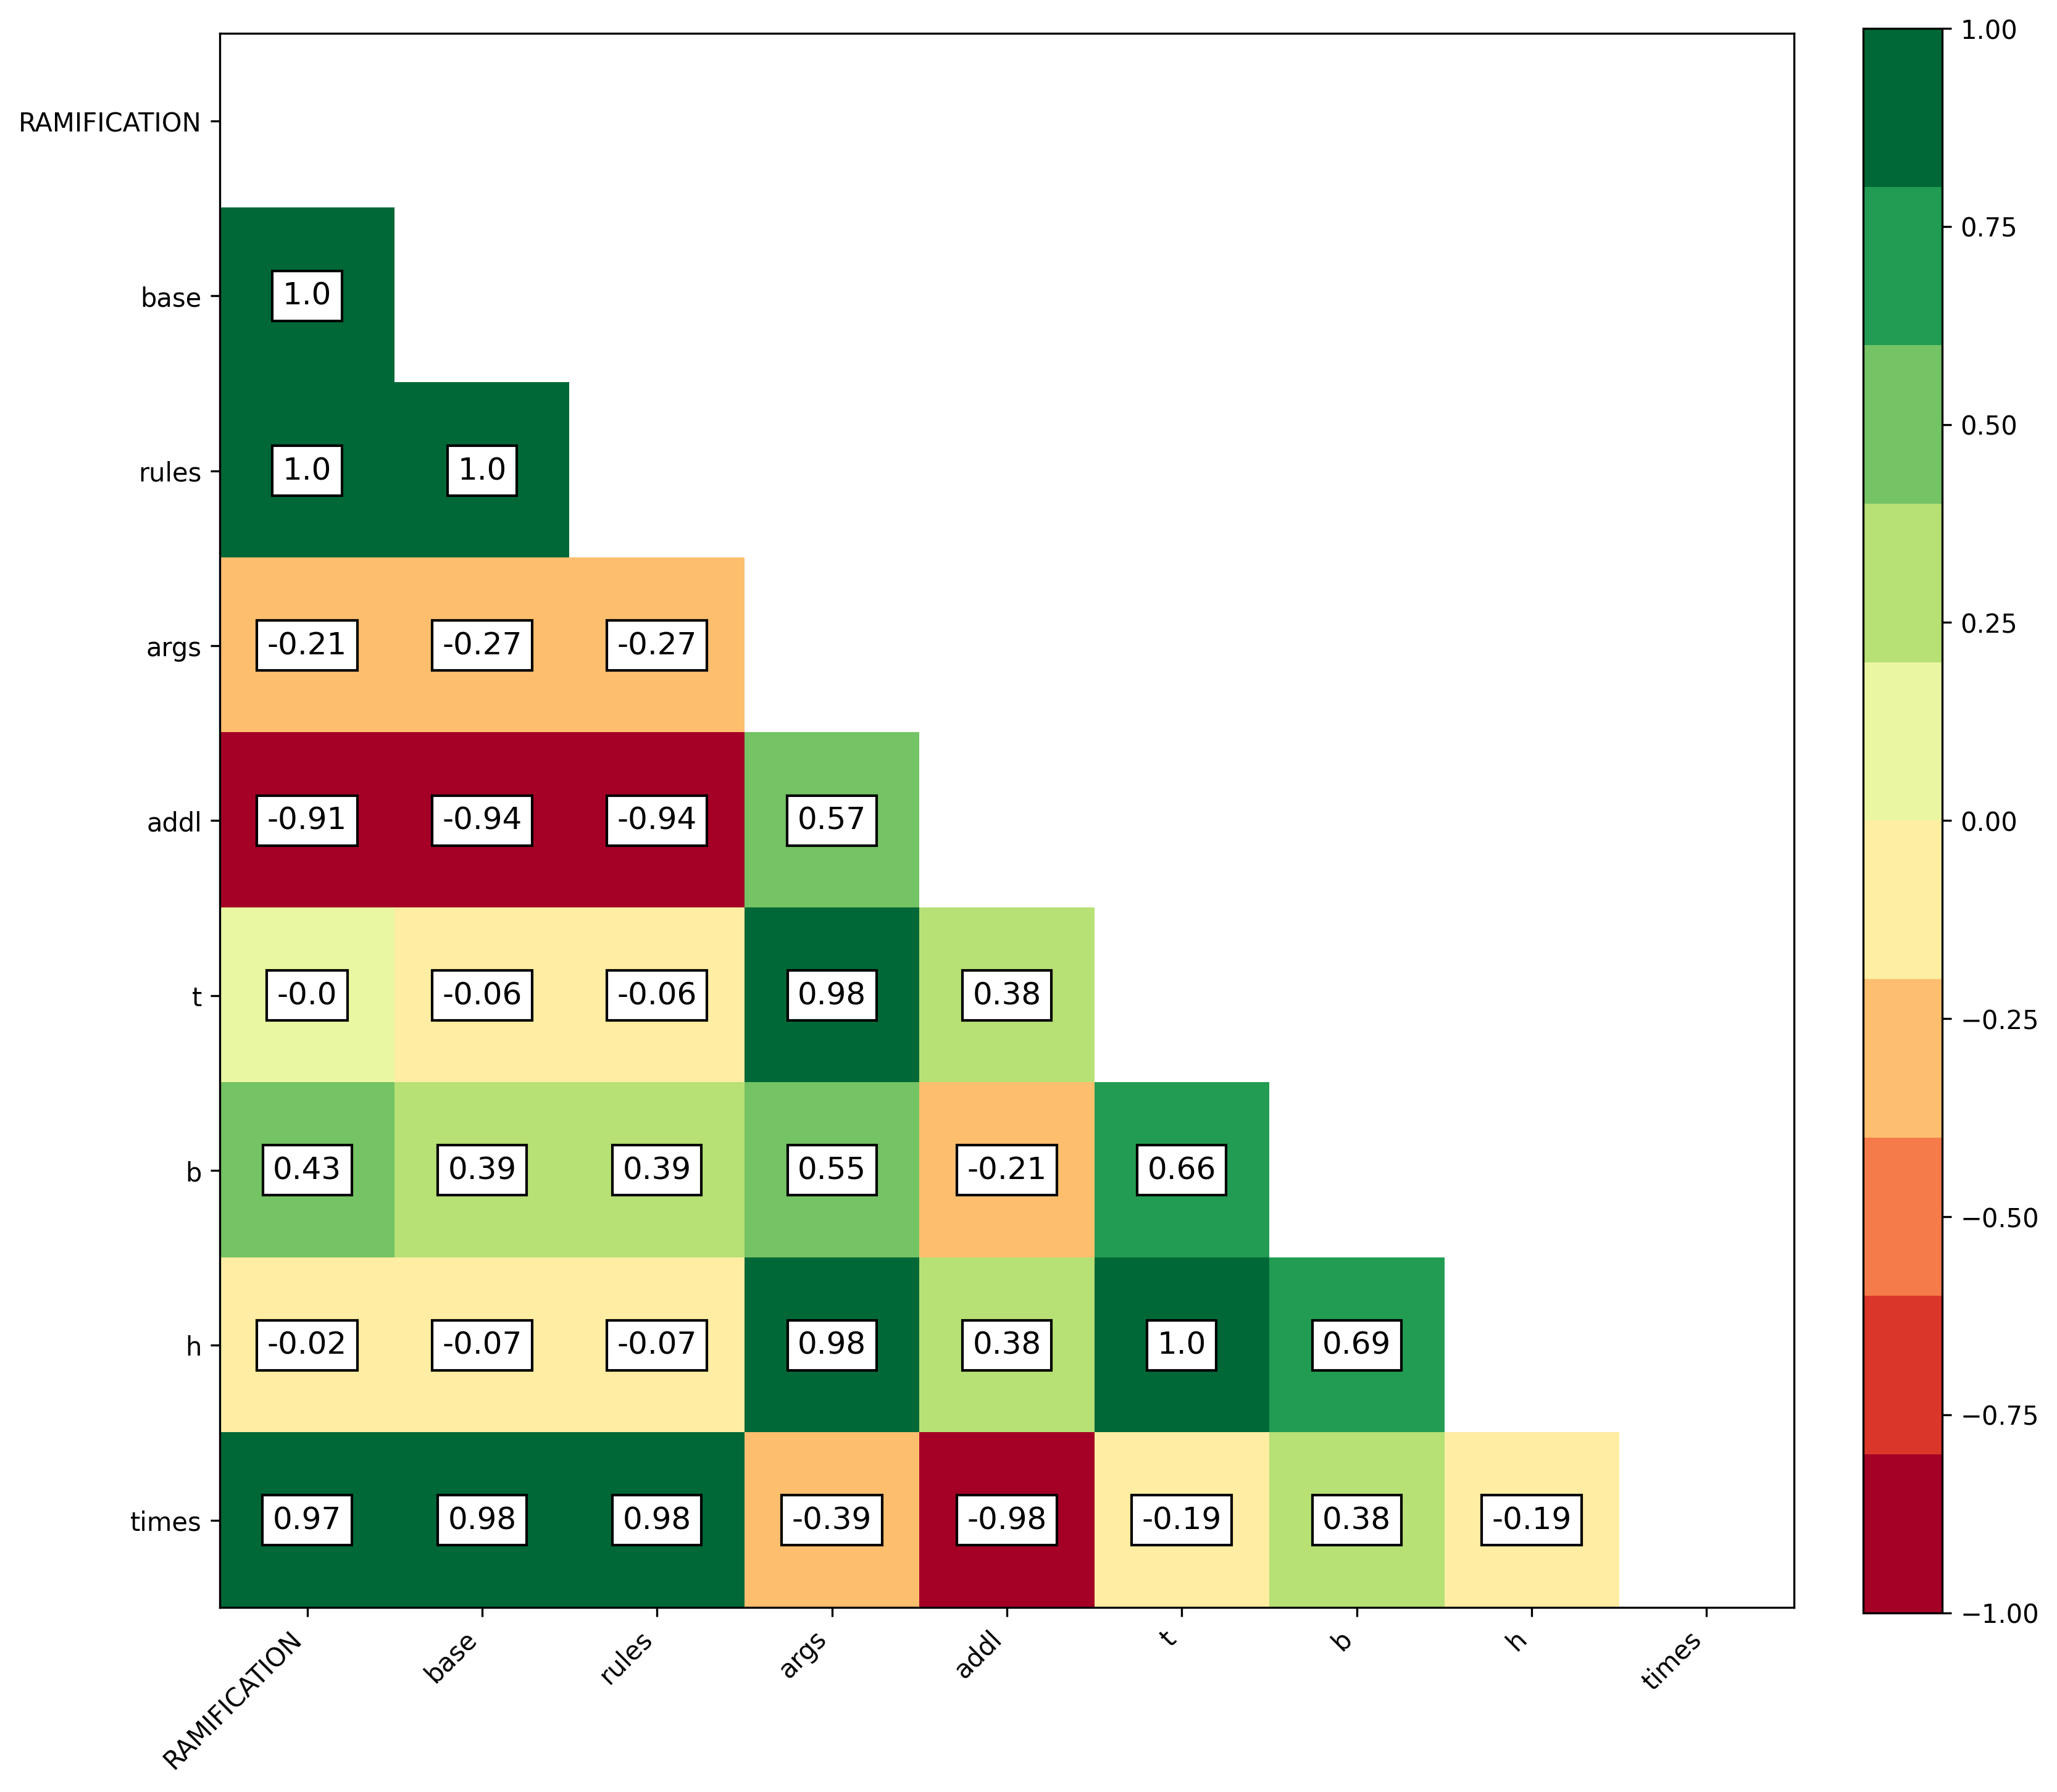 RAMIFICATION
base 1.0
rules 1.0 1.0
args -0.21 -0.27 -0.27
addl -0.91 -0.94 -0.94 0.57
t -0.0 -0.06 -0.06 0.98 0.38
b 0.43 0.39 0.39 0.55 -0.21 0.66
h -0.02 -0.07 -0.07 0.98 0.38 1.0 0.69
times 0.97 0.98 0.98 -0.39 -0.98 -0.19 0.38 -0.19
RAMIFICATION base rules args addl t b h times
1.00
0.75
0.50
0.25
0.00
−0.25
−0.50
−0.75
−1.00